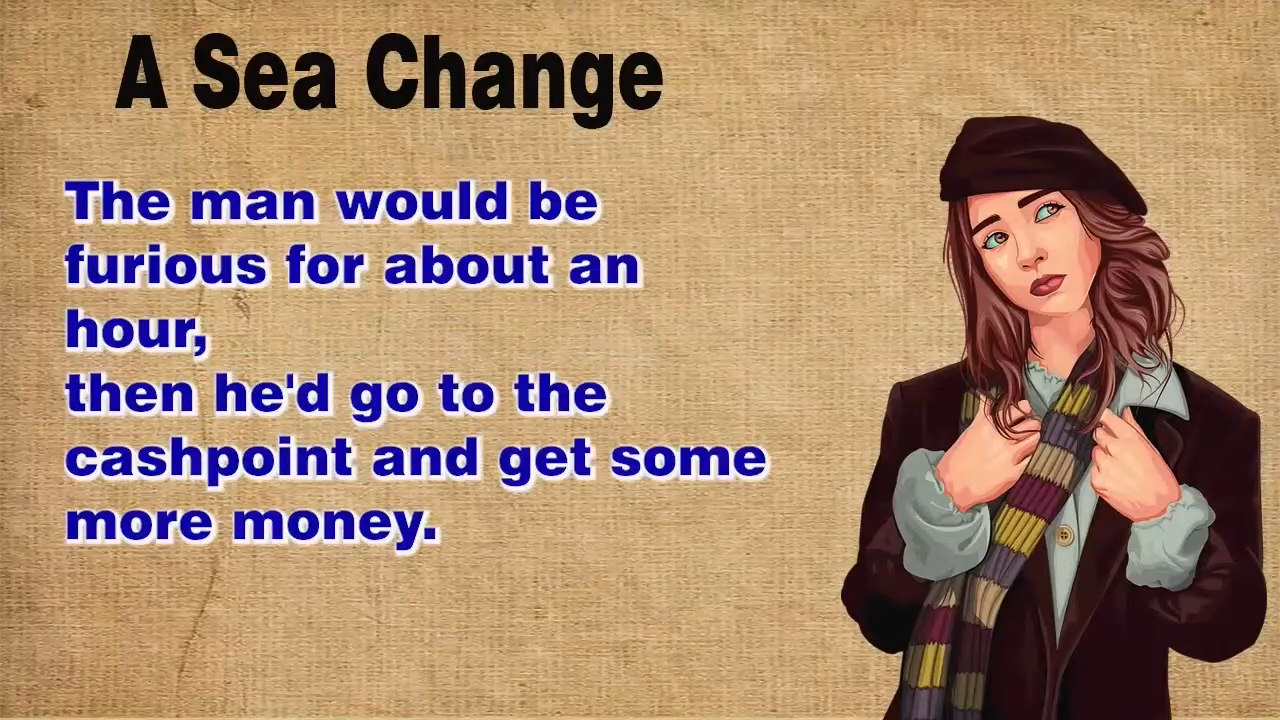 A Sea Change
The man would be
furious for about an
hour,
then he'd go to the
cashpoint and get some
more money.